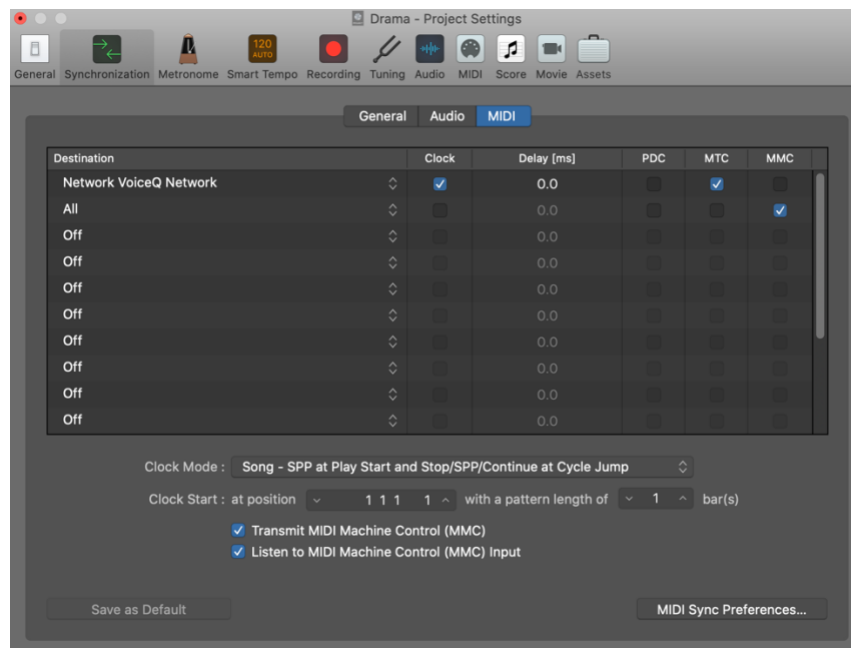 Drama - Project Settings
120
AUTO
General Synchronization Metronome Smart Tempo Recording Tuning Audio MIDI Score Movie Assets
General Audio MIDI
Destination Clock Delay [ms] PDC MTC MMC
Network VoiceQ Network 0.0
All 0.0
Off 0.0
Off 0.0
Off 0.0
Off 0.0
Off 0.0
Off 0.0
Off 0.0
Off 0.0
Clock Mode : Song - SPP at Play Start and Stop/SPP/Continue at Cycle Jump
Clock Start : at position 1 1 1 1 with a pattern length of 1 bar(s)
Transmit MIDI Machine Control (MMC)
Listen to MIDI Machine Control (MMC) Input
Save as Default MIDI Sync Preferences...